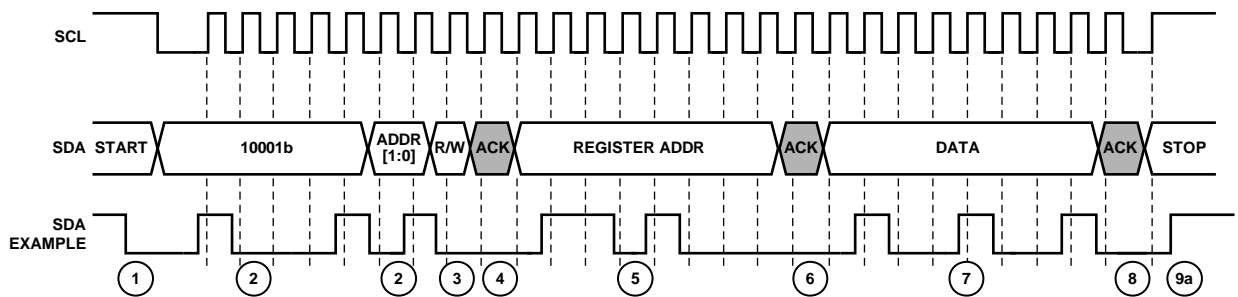 SCL
SDA START 10001b ADDR R/W ACK REGISTER ADDR ACK DATA ACK STOP
[1:0]
SDA
EXAMPLE
1 2 2 3 4 5 6 7 8 9a